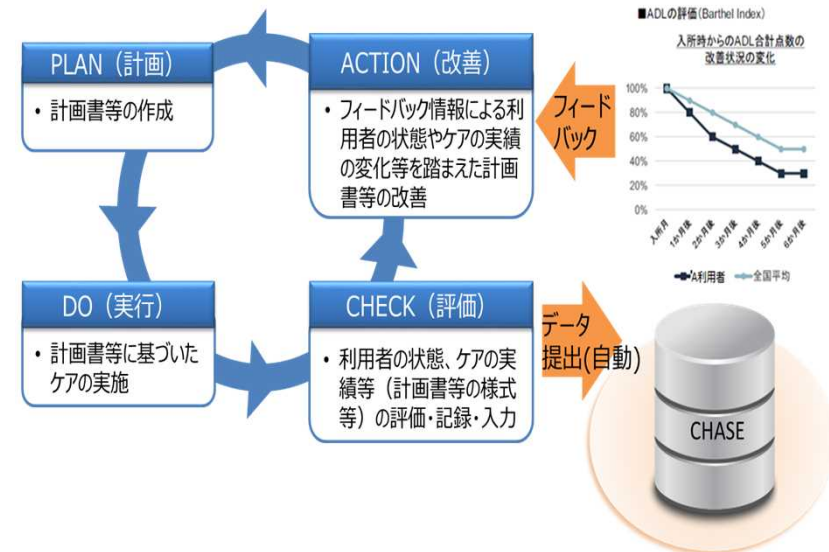 PLAN（計画）
• 計画書等の作成
ACTION（改善）
• フィードバック情報による利
用者の状態やケアの実績
の変化等を踏まえた計画
書等の改善
フィード
バック
■ADLの評価(Barthel Index)
入所時からのADL合計点数の
改善状況の変化
100%
80%
60%
40%
20%
0%
入所月
1か月後
2か月後
3か月後
4か月後
5か月後
6か月後
A利用者
全国平均
DO（実行）
• 計画書等に基づいた
ケアの実施
CHECK（評価）
• 利用者の状態、ケアの実
績等（計画書等の様式
等）の評価・記録・入力
データ
提出(自動)
CHASE